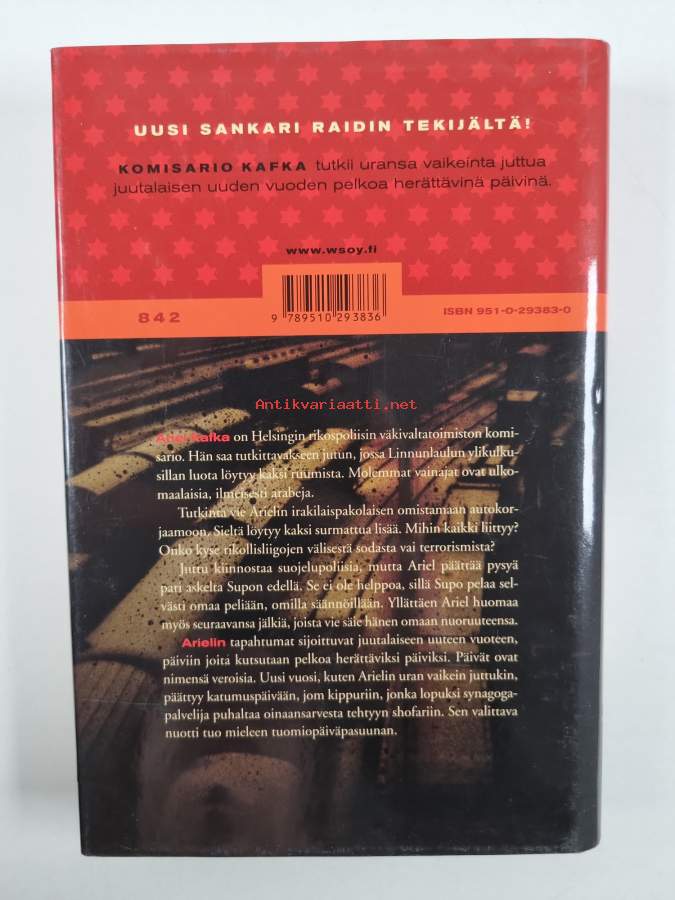 UUSI SANKARI RAIDIN TEKIJÄLTÄ!
KOMISARIO KAFKA tutkii uransa vaikeinta juttua
juutalaisen uuden vuoden pelkoa herättävinä päivinä.
www.wsoy.fi
842
9 789510 293836
ISBN 951-0-29383-0
Antikvariaatti.net
Ariel Kafka on Helsingin rikospoliisin väkivaltatoimiston komi-
sario. Hän saa tutkittavakseen jutun, jossa Linnunlaulun ylikulku-
sillan luota löytyy kaksi ruumista. Molemmat vainajat ovat ulko-
maalaisia, ilmeisesti arabeja.
Tutkinta vie Arielin irakilaispakolaisen omistamaan autokor-
jaamoon. Sieltä löytyy kaksi surmattua lisää. Mihin kaikki liittyy?
Onko kyse rikollisliigojen välisestä sodasta vai terrorismista?
Juttu kiinnostaa suojelupoliisia, mutta Ariel päättää pysyä
pari askelta Supon edellä. Se ei ole helppoa, sillä Supo pelaa sel-
västi omaa peliään, omilla säännöillään. Yllättäen Ariel huomaa
myös seuraavansa jälkiä, joista vie säie hänen omaan nuoruuteensa.
Arielin tapahtumat sijoittuvat juutalaiseen uuteen vuoteen,
päiviin joita kutsutaan pelkoa herättäviksi päiviksi. Päivät ovat
nimensä veroisia. Uusi vuosi, kuten Arielin uran vaikein juttukin,
päättyy katumuspäivään, jom kippuriin, jonka lopuksi synagoga-
palvelija puhaltaa oinaansarvesta tehtyyn shofariin. Sen valittava
nuotti tuo mieleen tuomiopäiväpasuunan.